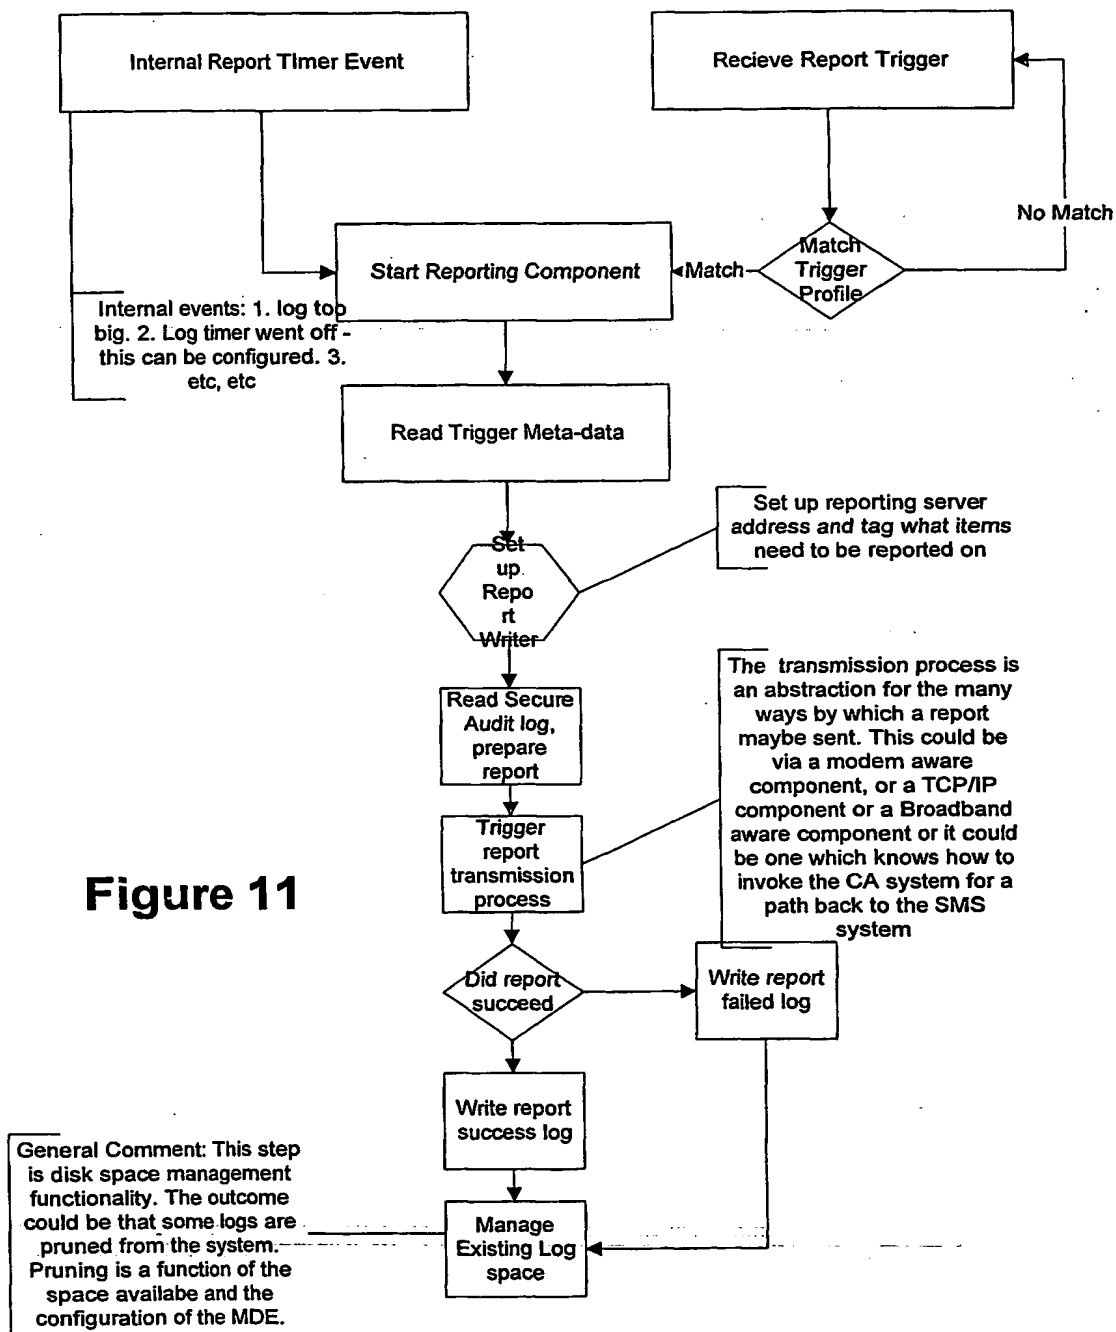 Internal Report Timer Event
Recieve Report Trigger
No Match
Match
Trigger
Profile
Match
Start Reporting Component
Internal events: 1. log too
big. 2. Log timer went off -
this can be configured. 3.
etc, etc
Read Trigger Meta-data
Set up reporting server
address and tag what items
need to be reported on
Set
up
Repo
rt
Writer
The transmission process is
an abstraction for the many
ways by which a report
maybe sent. This could be
via a modem aware
component, or a TCP/IP
component or a Broadband
aware component or it could
be one which knows how to
invoke the CA system for a
path back to the SMS
system
Read Secure
Audit log,
prepare
report
Trigger
report
transmission
process
Figure 11
Did report
succeed
Write report
failed log
Write report
success log
General Comment: This step
is disk space management
functionality. The outcome
could be that some logs are
pruned from the system.
Pruning is a function of the
space availabe and the
configuration of the MDE.
Manage
Existing Log
space